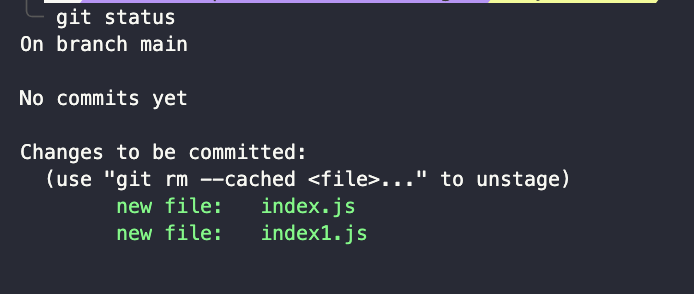 git status
On branch main
No commits yet
Changes to be committed:
(use "git rm --cached <file>..." to unstage)
new file: index.js
new file: index1.js